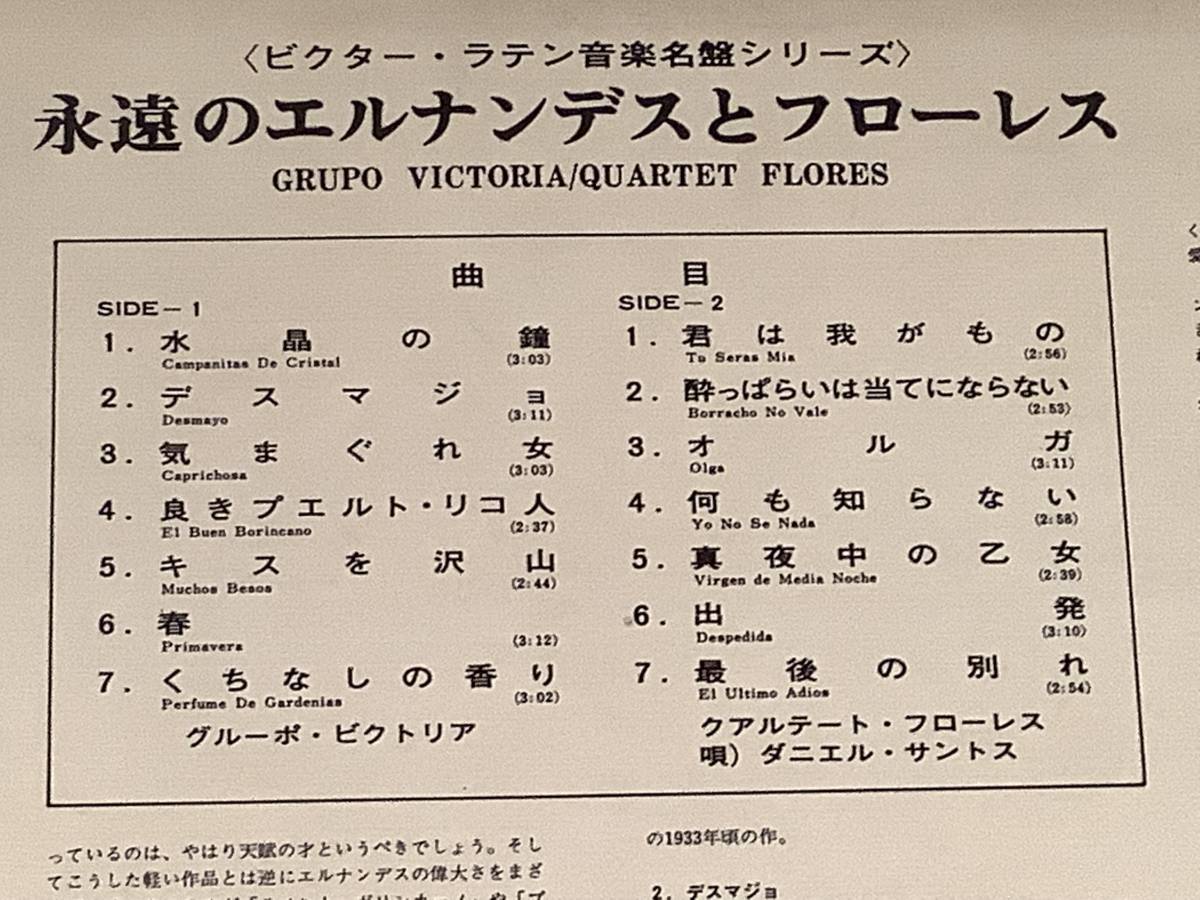 〈ビクター・ラテン音楽名盤シリーズ〉
永遠のエルナンデスとフローレス
GRUPO VICTORIA/QUARTET FLORES
曲目
SIDE－1
1. 水晶の鐘
Campanitas De Cristal (3:03)
2. デスマジョ
Desmayo (3:11)
3. 気まぐれ女
Caprichosa (3:03)
4. 良きプエルト・リコ人
El Buen Borincano (2:37)
5. キスを沢山
Muchos Besos (2:44)
6. 春
Primavera (3:12)
7. くちなしの香り
Perfume De Gardenias (3:02)
グルーポ・ビクトリア
SIDE－2
1. 君は我がもの
Tu Seras Mia (2:56)
2. 酔っぱらいは当てにならない
Borracho No Vale (2:53)
3. オルガ
Olga (3:11)
4. 何も知らない
Yo No Se Nada (2:58)
5. 真夜中の乙女
Virgen de Media Noche (2:39)
6. 出発
Despedida (3:10)
7. 最後の別れ
El Ultimo Adios (2:54)
クアルテート・フローレス
唄）ダニエル・サントス
っているのは、やはり天賦の才というべきでしょう。そし
てこうした軽い作品とは逆にエルナンデスの偉大さをまざ
の1933年頃の作。
2．デスマジョ